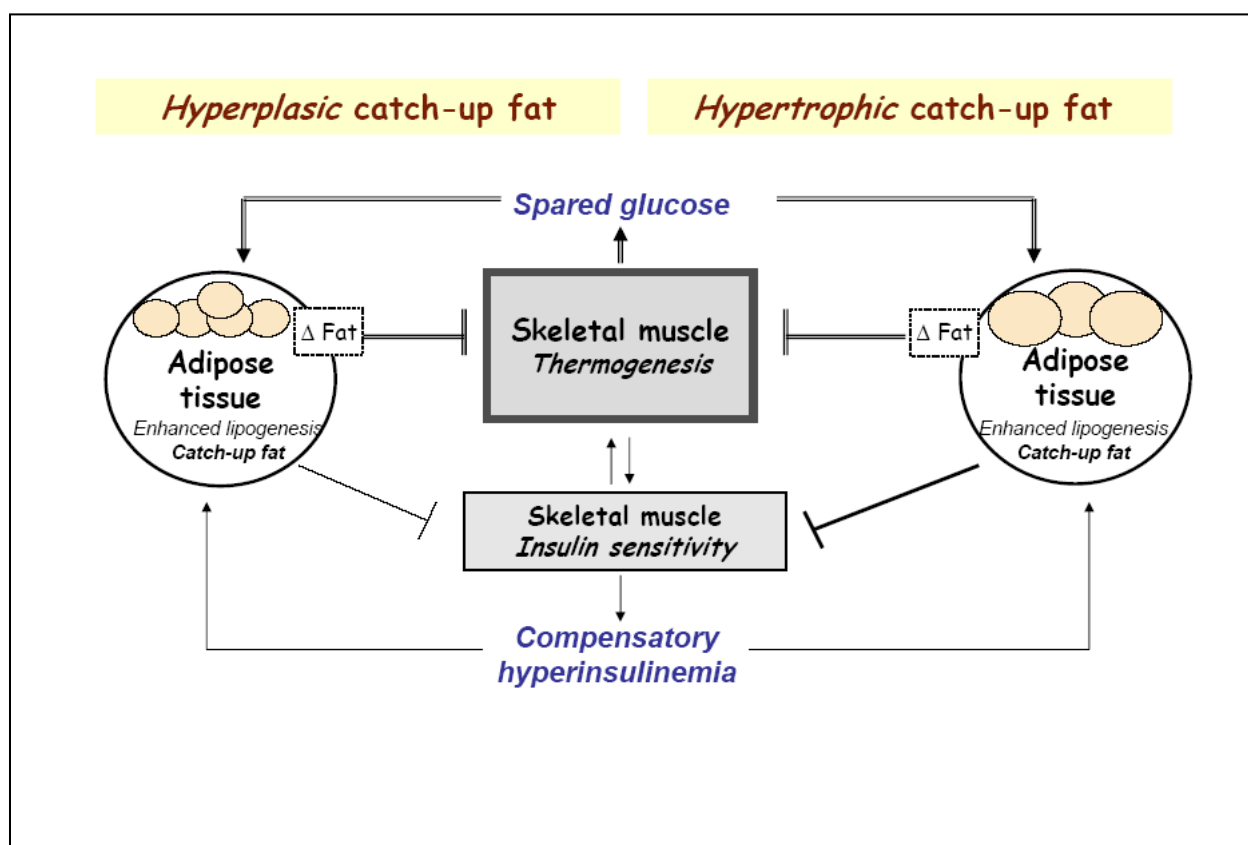 Hyperplasic catch-up fat
Hypertrophic catch-up fat
Spared glucose
Δ Fat
Adipose
tissue
Enhanced lipogenesis
Catch-up fat
Skeletal muscle
Thermogenesis
Δ Fat
Adipose
tissue
Enhanced lipogenesis
Catch-up fat
Skeletal muscle
Insulin sensitivity
Compensatory
hyperinsulinemia